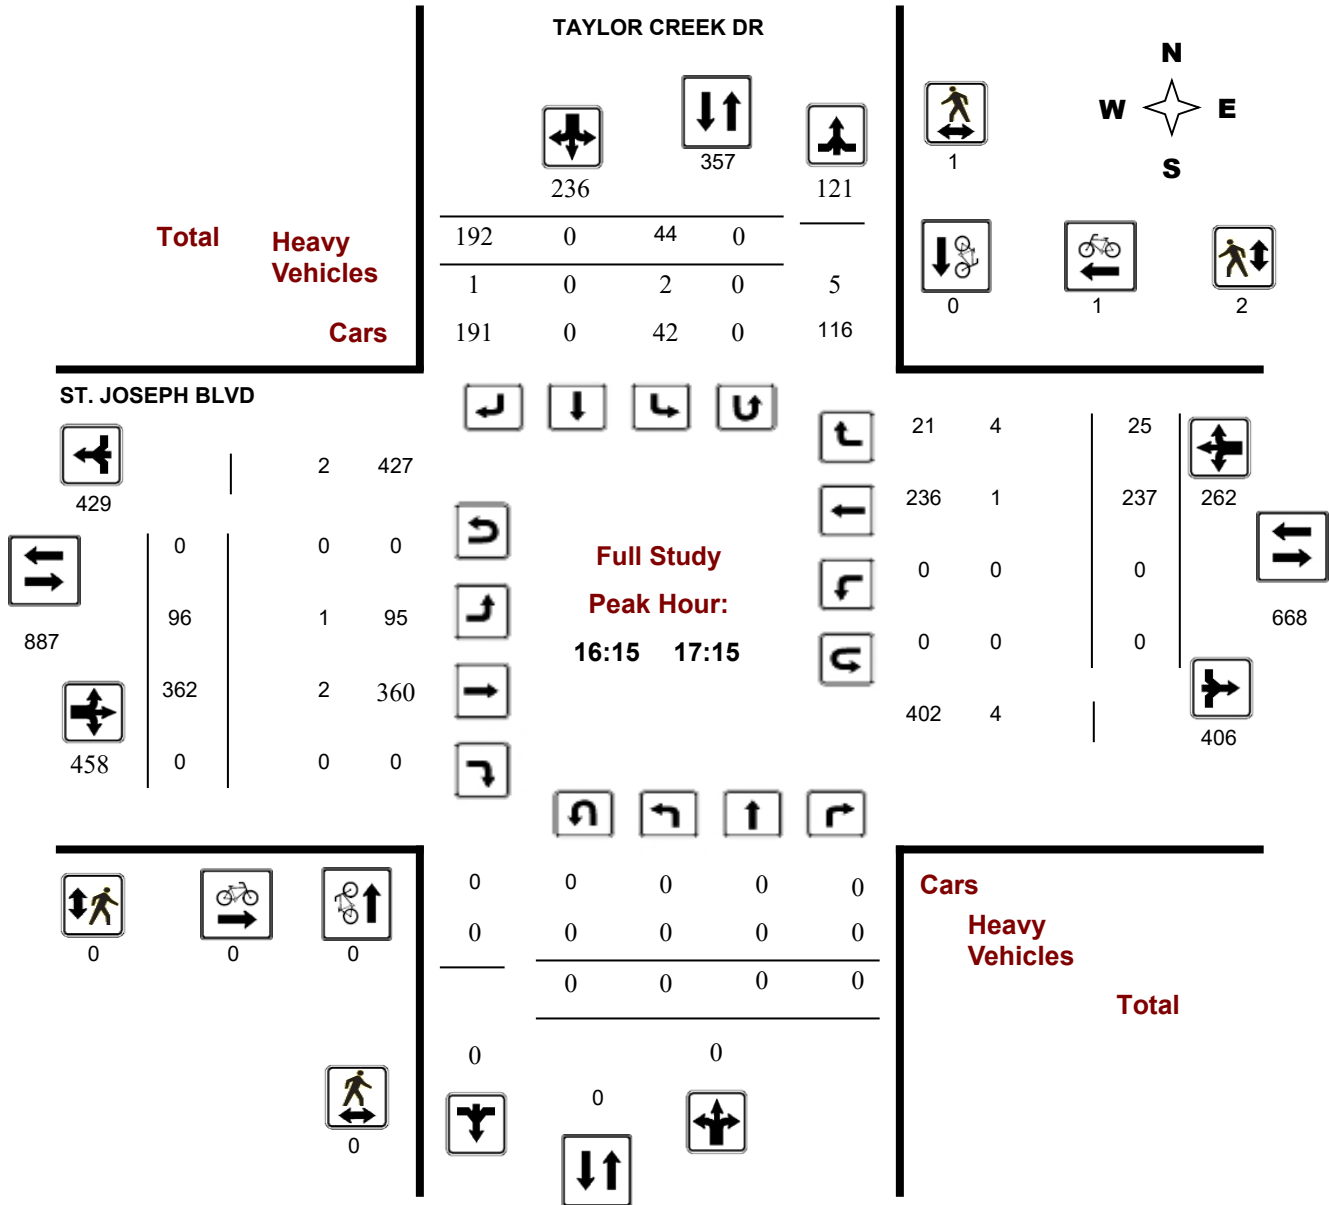 TAYLOR CREEK DR
N
W E
S
357
236
121
1
Total Heavy Vehicles
192 0 44 0
1 0 2 0 5
Cars
191 0 42 0 116
0 1 2
ST. JOSEPH BLVD
21 4 25
2 427
429
236 1 237 262
0 0 0
Full Study
0 0 0
Peak Hour:
96 1 95
668
887
16:15 17:15
0 0 0
362 2 360
402 4
406
458 0 0 0
0 0 0 0 0
Cars
0 0 0 0 0
Heavy
Vehicles
0 0 0
0 0 0 0
Total
0 0
0
0